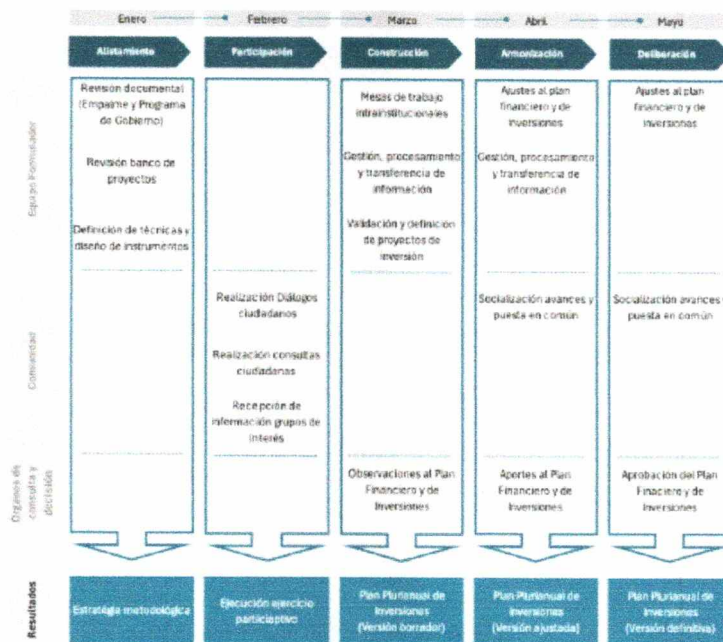 Enero Febrero Marzo Abril Mayo
Alistamiento Participación Construcción Armonización Deliberación
Equipo Formulador
Revisión documental
(Empalme y Programa
de Gobierno)
Revisión banco de
proyectos
Definición de técnicas y
diseño de instrumentos
Mesas de trabajo
intrainstitucionales
Gestión, procesamiento
y transferencia de
información
Validación y definición
de proyectos de
inversión
Ajustes al plan
financiero y de
inversiones
Gestión, procesamiento
y transferencia de
información
Ajustes al plan
financiero y de
inversiones
Comunidad
Realización Diálogos
ciudadanos
Realización consultas
ciudadanas
Recepción de
información grupos de
interés
Socialización avances y
puesta en común
Socialización avances y
puesta en común
Órganos de
consulta y
decisión
Observaciones al Plan
Financiero y de
Inversiones
Aportes al Plan
Financiero y de
Inversiones
Aprobación del Plan
Finaciero y de
Inversiones
Resultados
Estratégia metodológica
Ejecución ejercicio
particioptivo
Plan Plurianual de
Inversiones
(Versión borrador)
Plan Plurianual de
Inversiones
(Versión ajustada)
Plan Plurianual de
Inversiones
(Versión definitiva)